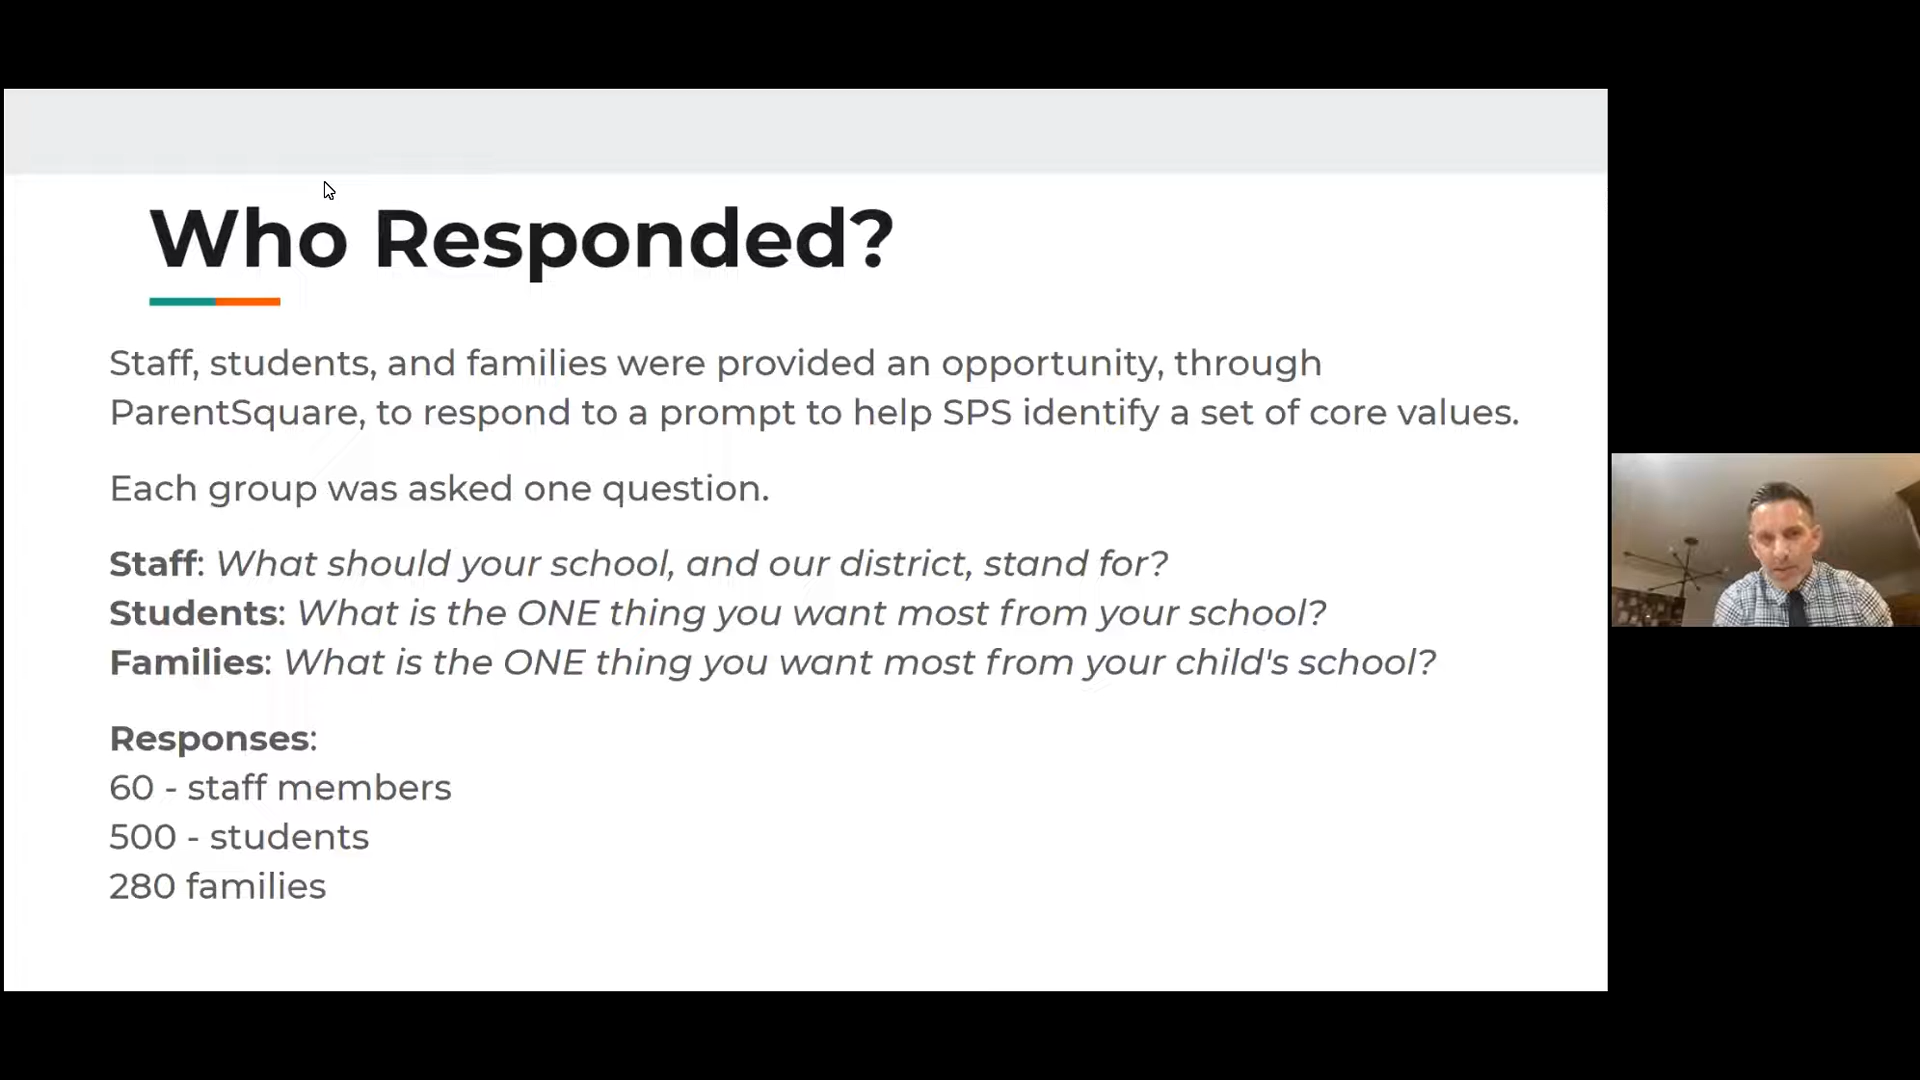 Who Responded?
Staff, students, and families were provided an opportunity, through
ParentSquare, to respond to a prompt to help SPS identify a set of core values.
Each group was asked one question.
Staff: What should your school, and our district, stand for?
Students: What is the ONE thing you want most from your school?
Families: What is the ONE thing you want most from your child's school?
Responses:
60 - staff members
500 - students
280 families